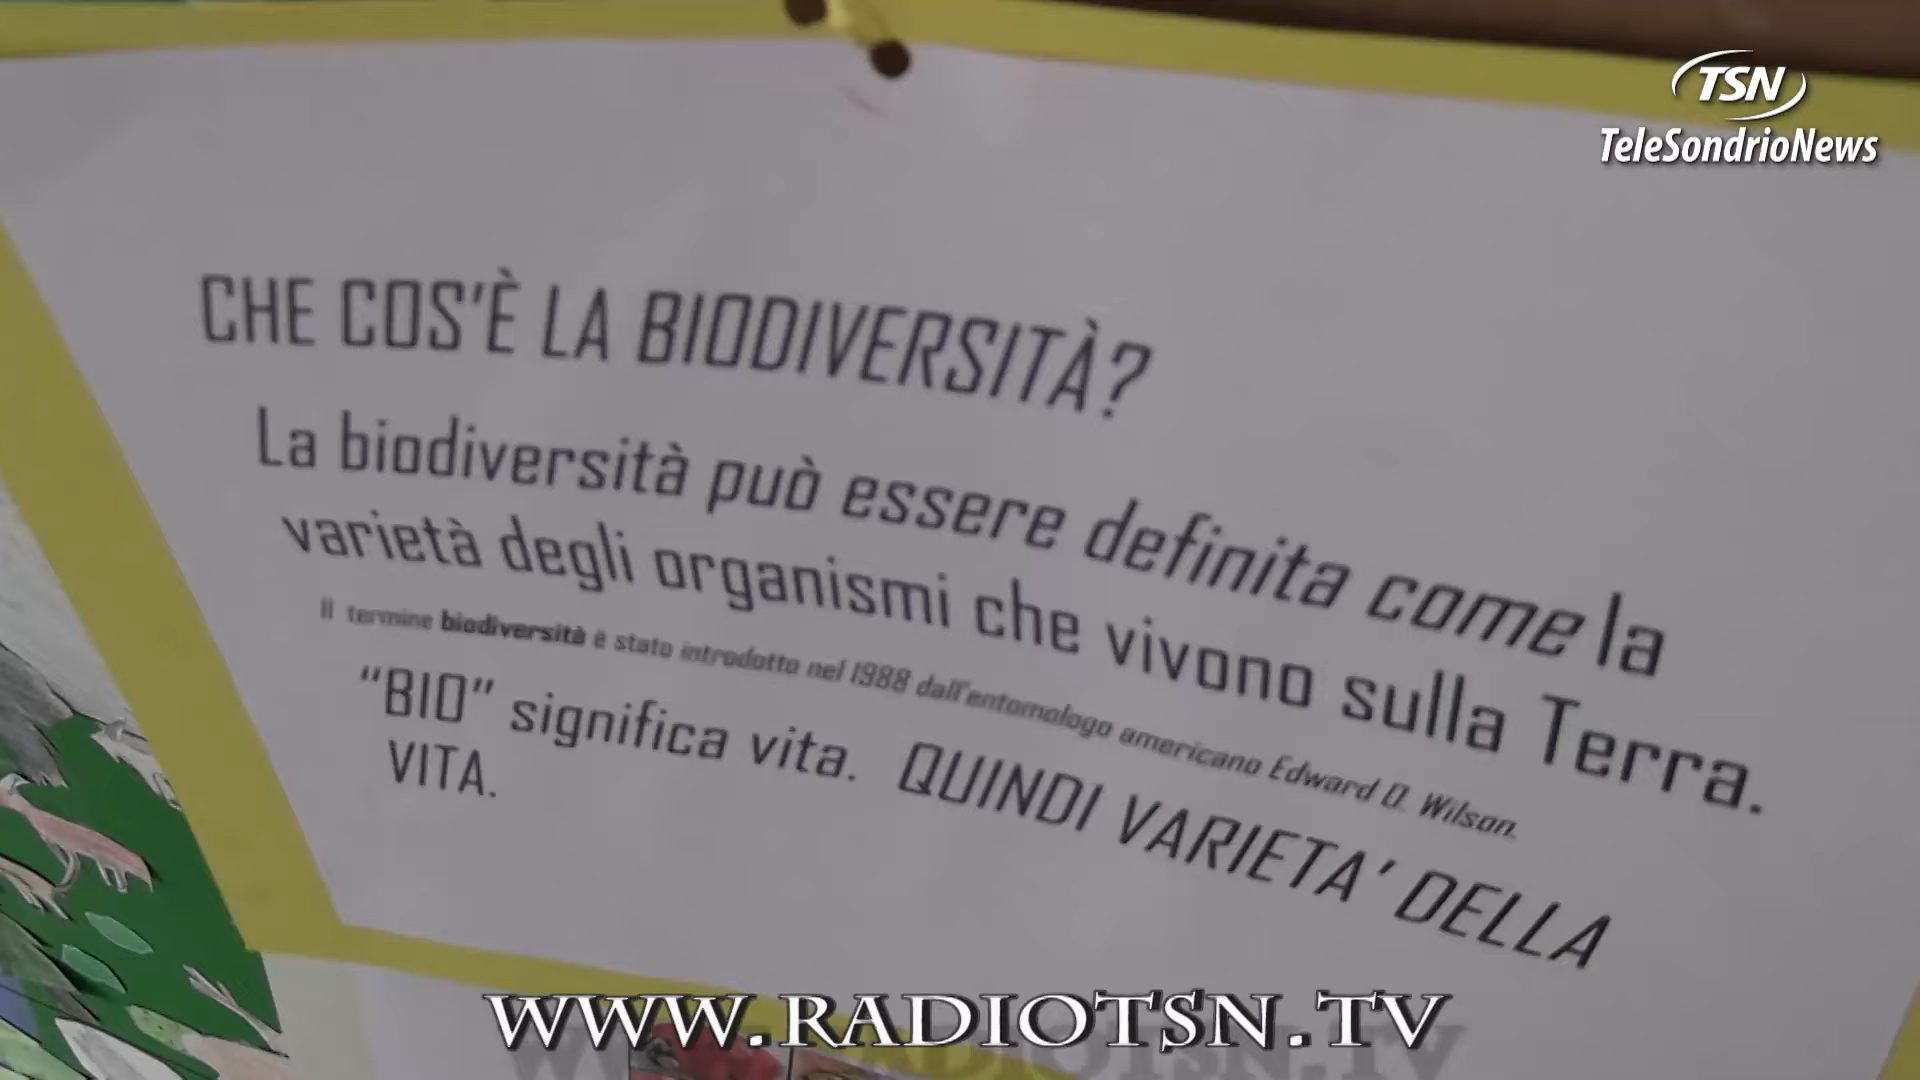 TSN
TeleSondrioNews
CHE COS'È LA BIODIVERSITÀ?
La biodiversità può essere definita come la
varietà degli organismi che vivono sulla Terra.
Il termine biodiversità è stato introdotto nel 1988 dall'entomologo americano Edward O. Wilson.
“BIO” significa vita. QUINDI VARIETA' DELLA
VITA.
WWW.RADIOTSN.TV